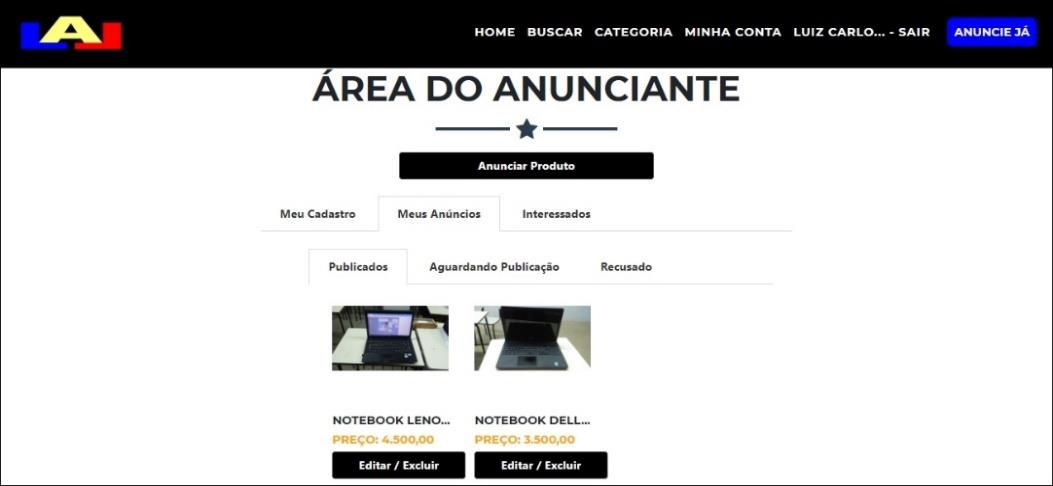 LAL
HOME BUSCAR CATEGORIA MINHA CONTA LUIZ CARLO... - SAIR ANUNCIE JÁ
ÁREA DO ANUNCIANTE
Anunciar Produto
Meu Cadastro Meus Anúncios Interessados
Publicados Aguardando Publicação Recusado
NOTEBOOK LENO... NOTEBOOK DELL...
PREÇO: 4.500,00 PREÇO: 3.500,00
Editar / Excluir Editar / Excluir